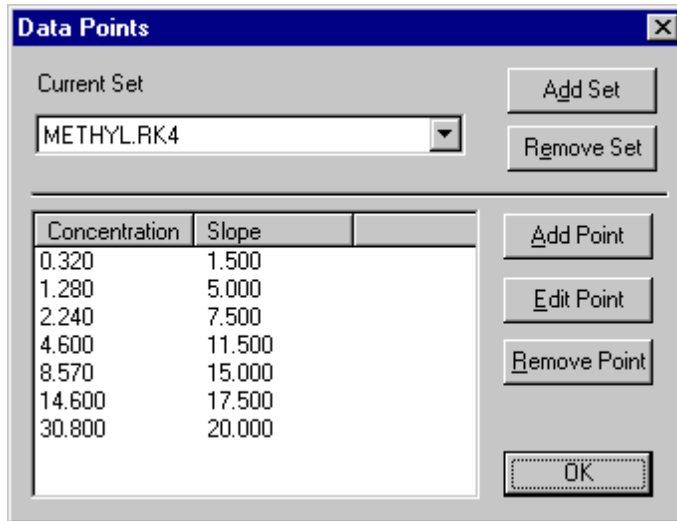 Data Points
Current Set
METHYL.RK4
Add Set
Remove Set
Concentration Slope
0.320 1.500
1.280 5.000
2.240 7.500
4.600 11.500
8.570 15.000
14.600 17.500
30.800 20.000
Add Point
Edit Point
Remove Point
OK